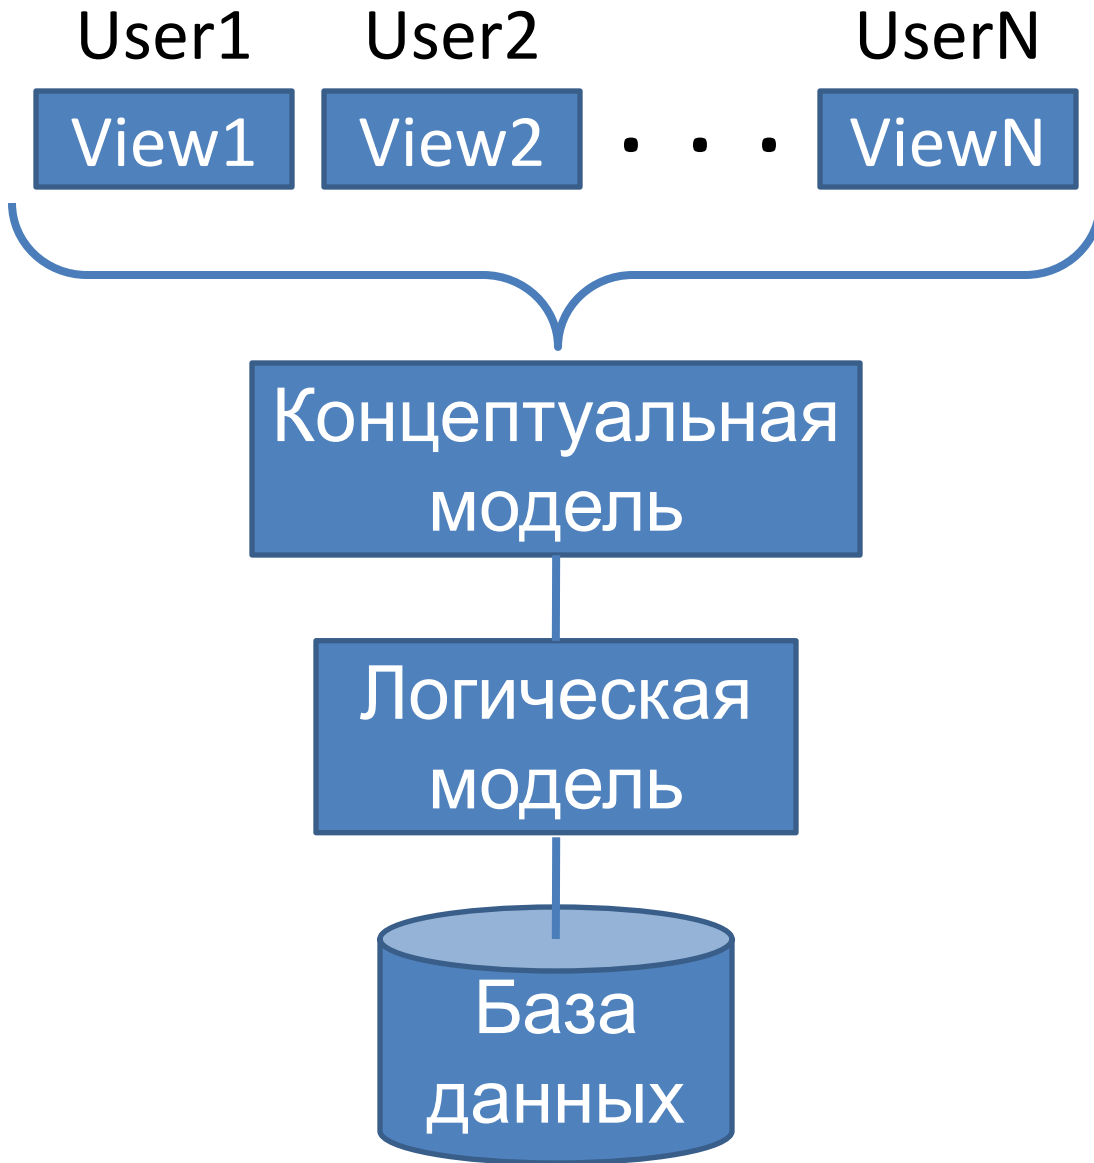 User1 User2 UserN
View1 View2 . . . ViewN
Концептуальная
модель
Логическая
модель
База
данных